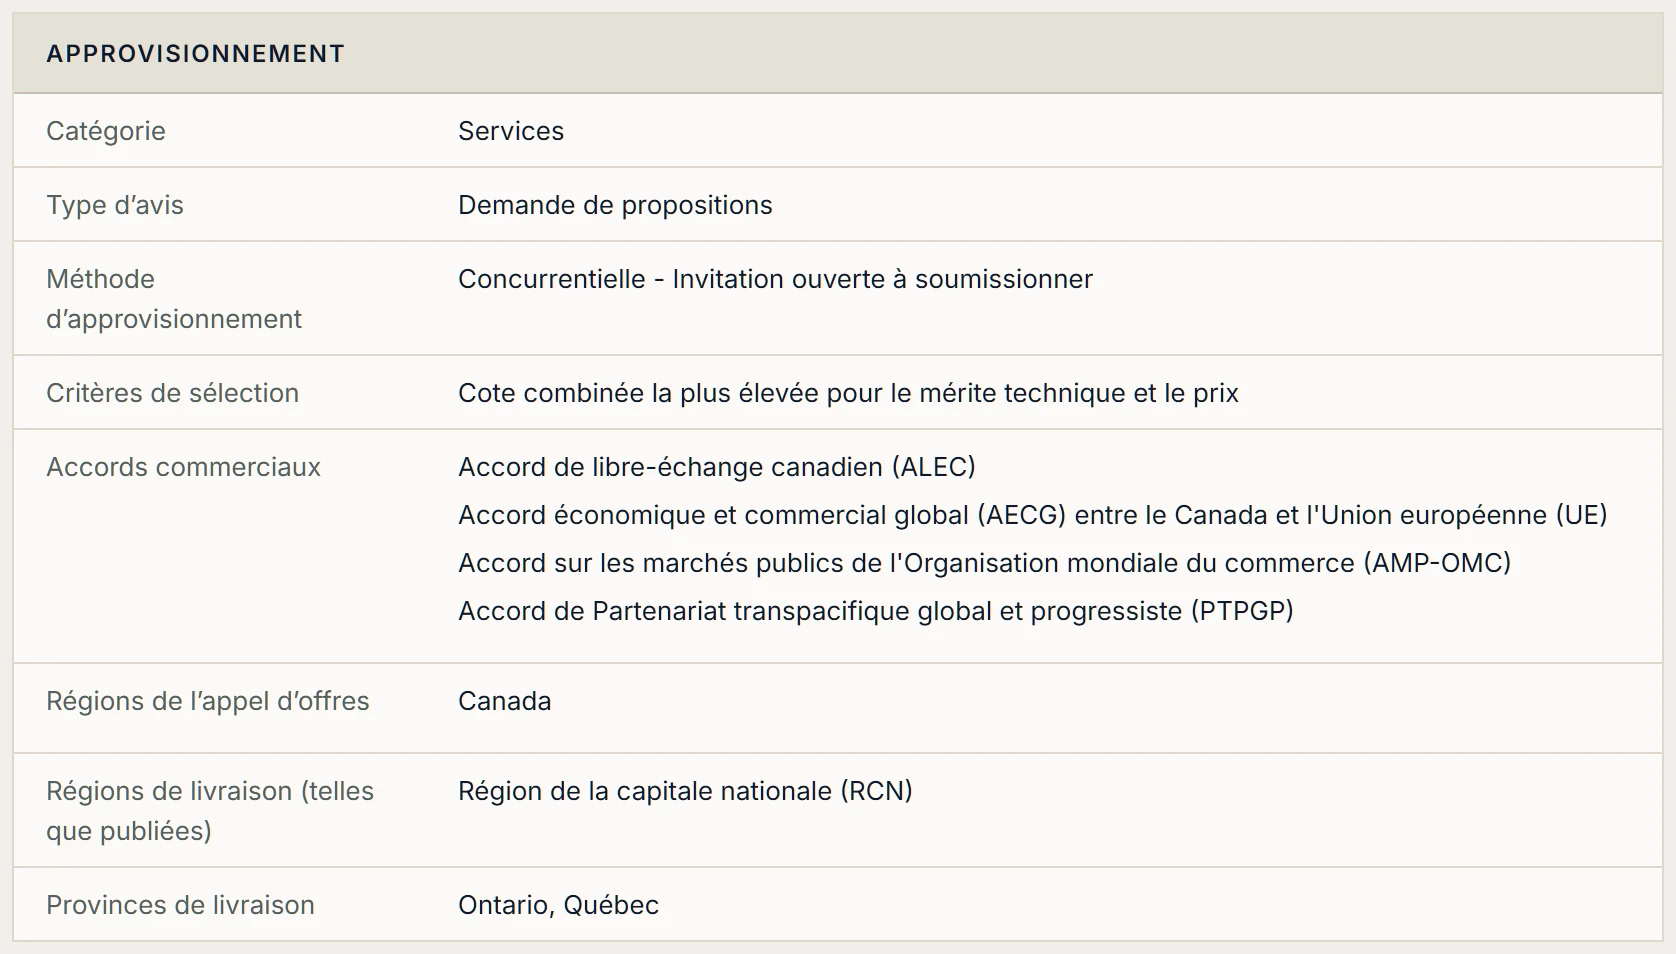 APPROVISIONNEMENT
Catégorie
Services
Type d’avis
Demande de propositions
Méthode
d’approvisionnement
Concurrentielle - Invitation ouverte à soumissionner
Critères de sélection
Cote combinée la plus élevée pour le mérite technique et le prix
Accords commerciaux
Accord de libre-échange canadien (ALEC)
Accord économique et commercial global (AECG) entre le Canada et l'Union européenne (UE)
Accord sur les marchés publics de l'Organisation mondiale du commerce (AMP-OMC)
Accord de Partenariat transpacifique global et progressiste (PTPGP)
Régions de l’appel d’offres
Canada
Régions de livraison (telles
que publiées)
Région de la capitale nationale (RCN)
Provinces de livraison
Ontario, Québec